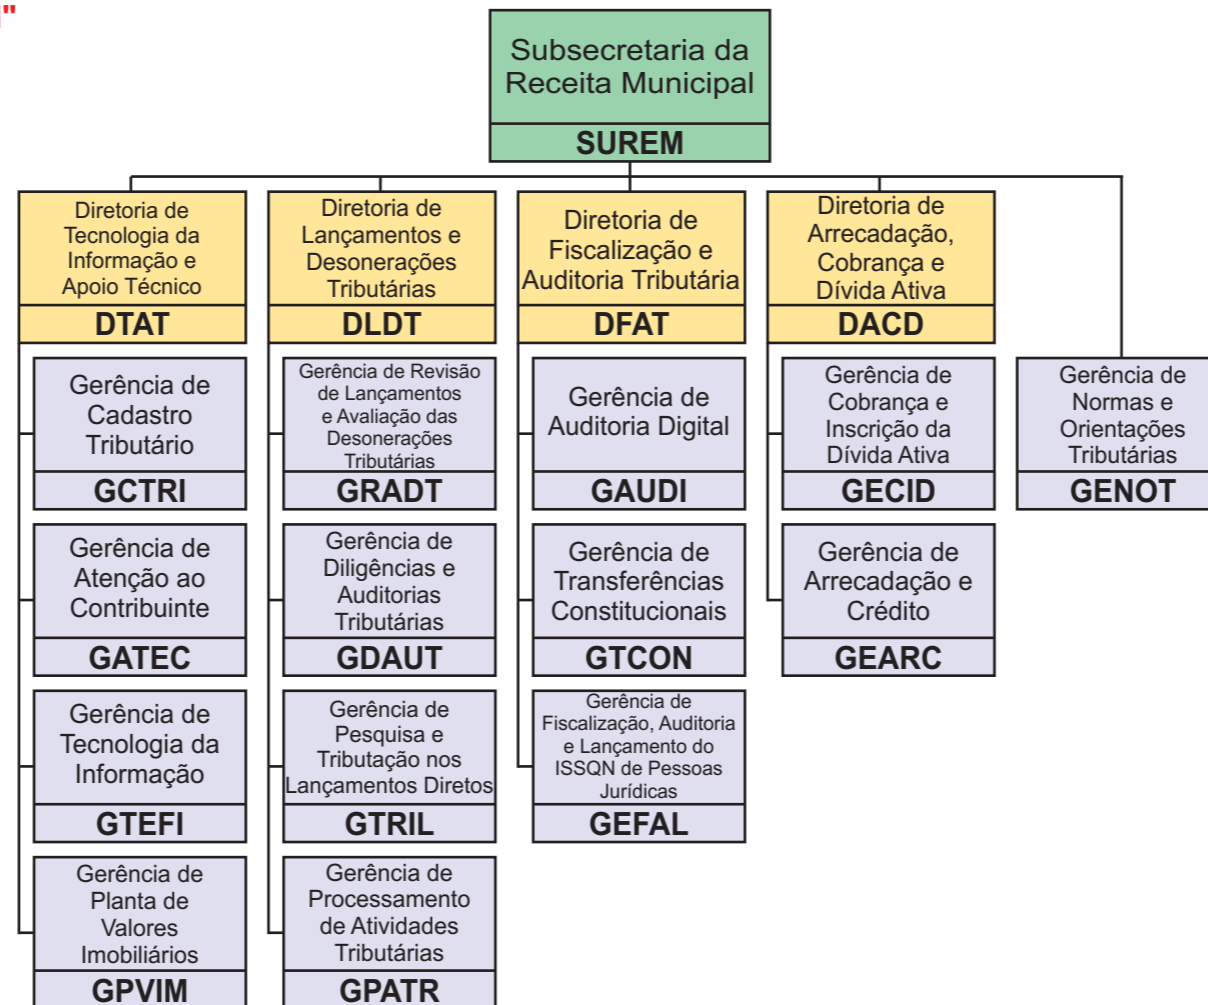 "
Subsecretaria da
Receita Municipal
SUREM
Diretoria de
Tecnologia da
Informação e
Apoio Técnico
DTAT
Diretoria de
Lançamentos e
Desonerações
Tributárias
DLDT
Diretoria de
Fiscalização e
Auditoria Tributária
DFAT
Diretoria de
Arrecadação,
Cobrança e
Dívida Ativa
DACD
Gerência de
Cadastro
Tributário
GCTRI
Gerência de Revisão
de Lançamentos
e Avaliação das
Desonerações
Tributárias
GRADT
Gerência de
Auditoria Digital
GAUDI
Gerência de
Cobrança e
Inscrição da
Dívida Ativa
GECID
Gerência de
Normas e
Orientações
Tributárias
GENOT
Gerência de
Atenção ao
Contribuinte
GATEC
Gerência de
Diligências e
Auditorias
Tributárias
GDAUT
Gerência de
Transferências
Constitucionais
GTCON
Gerência de
Arrecadação e
Crédito
GEARC
Gerência de
Tecnologia da
Informação
GTEFI
Gerência de
Pesquisa e
Tributação nos
Lançamentos Diretos
GTRIL
Gerência de
Fiscalização, Auditoria
e Lançamento do
ISSQN de Pessoas
Jurídicas
GEFAL
Gerência de
Planta de
Valores
Imobiliários
GPVIM
Gerência de
Processamento
de Atividades
Tributárias
GPATR